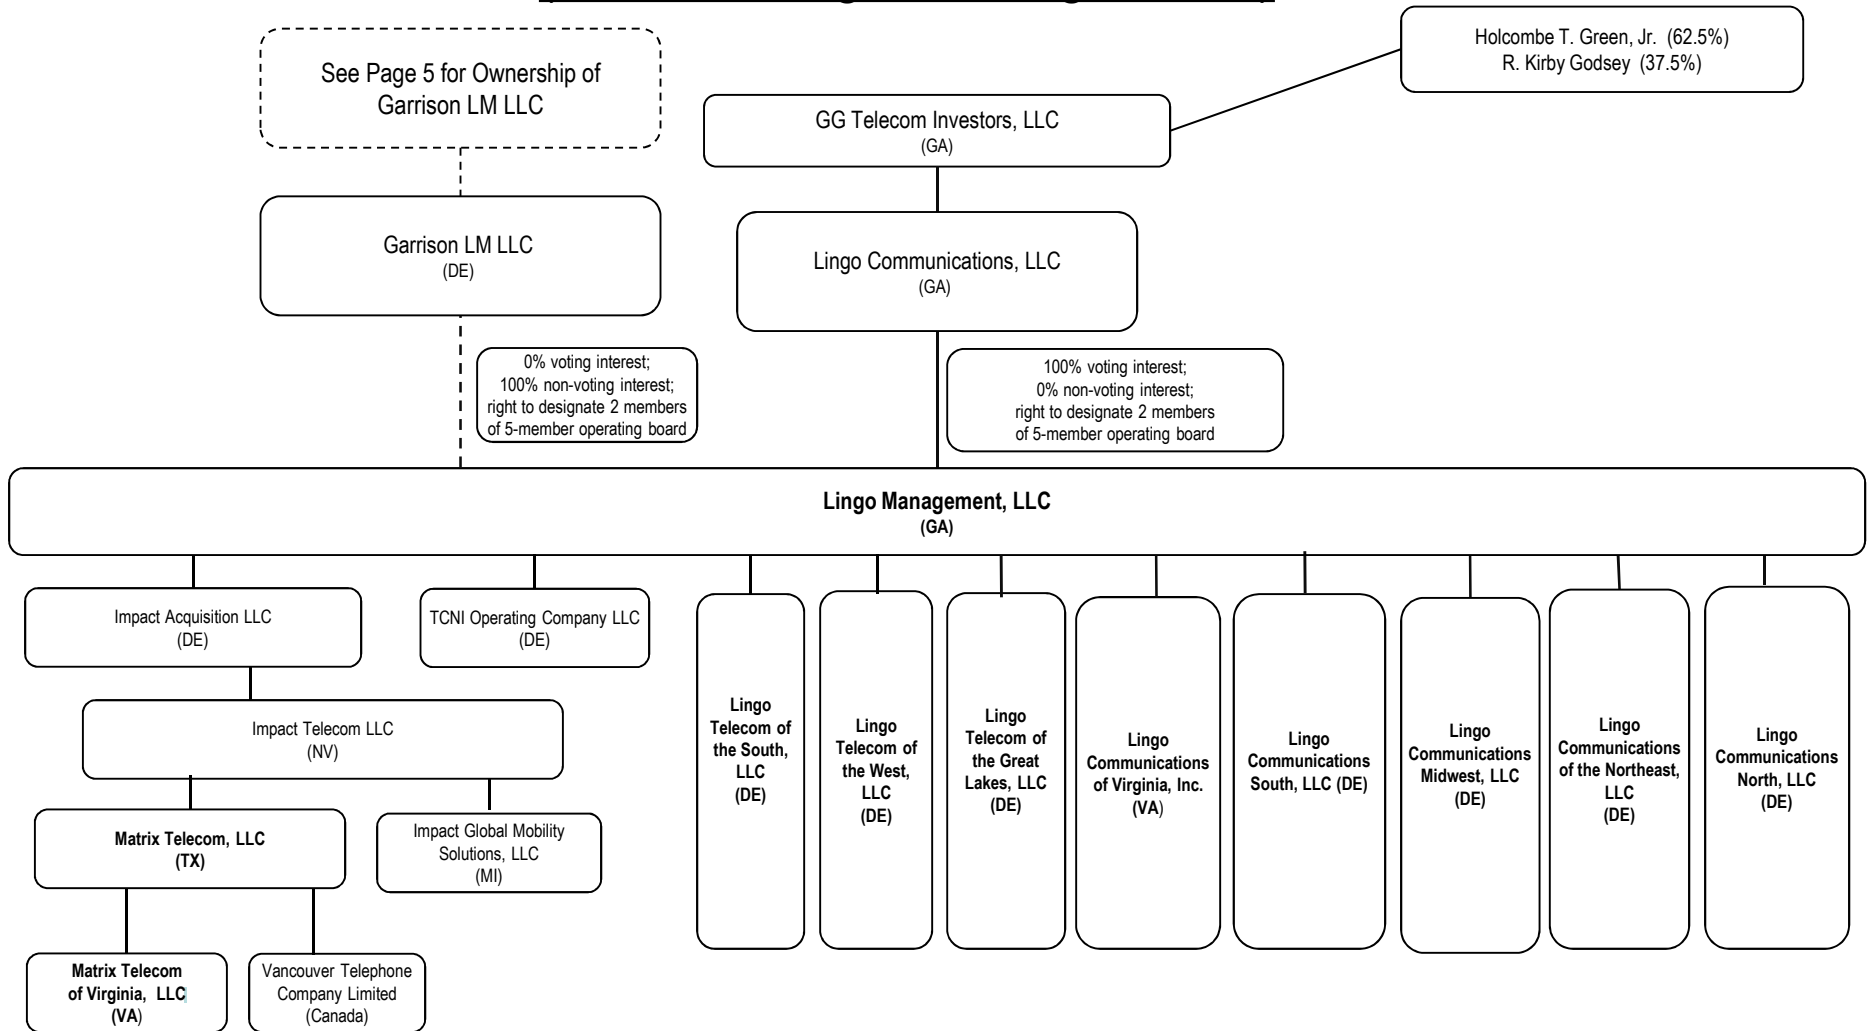 Holcombe T. Green, Jr. (62.5%)
R. Kirby Godsey (37.5%)
See Page 5 for Ownership of
Garrison LM LLC
GG Telecom Investors, LLC
(GA)
Garrison LM LLC
(DE)
Lingo Communications, LLC
(GA)
0% voting interest;
100% non-voting interest;
right to designate 2 members
of 5-member operating board
100% voting interest;
0% non-voting interest;
right to designate 2 members
of 5-member operating board
Lingo Management, LLC
(GA)
Impact Acquisition LLC
(DE)
TCNI Operating Company LLC
(DE)
Impact Telecom LLC
(NV)
Matrix Telecom, LLC
(TX)
Impact Global Mobility
Solutions, LLC
(MI)
Matrix Telecom
of Virginia, LLC
(VA)
Vancouver Telephone
Company Limited
(Canada)
Lingo
Telecom of
the South,
LLC
(DE)
Lingo
Telecom of
the West,
LLC
(DE)
Lingo
Telecom of
the Great
Lakes, LLC
(DE)
Lingo
Communications
of Virginia, Inc.
(VA)
Lingo
Communications
South, LLC (DE)
Lingo
Communications
Midwest, LLC
(DE)
Lingo
Communications
of the Northeast,
LLC
(DE)
Lingo
Communications
North, LLC
(DE)